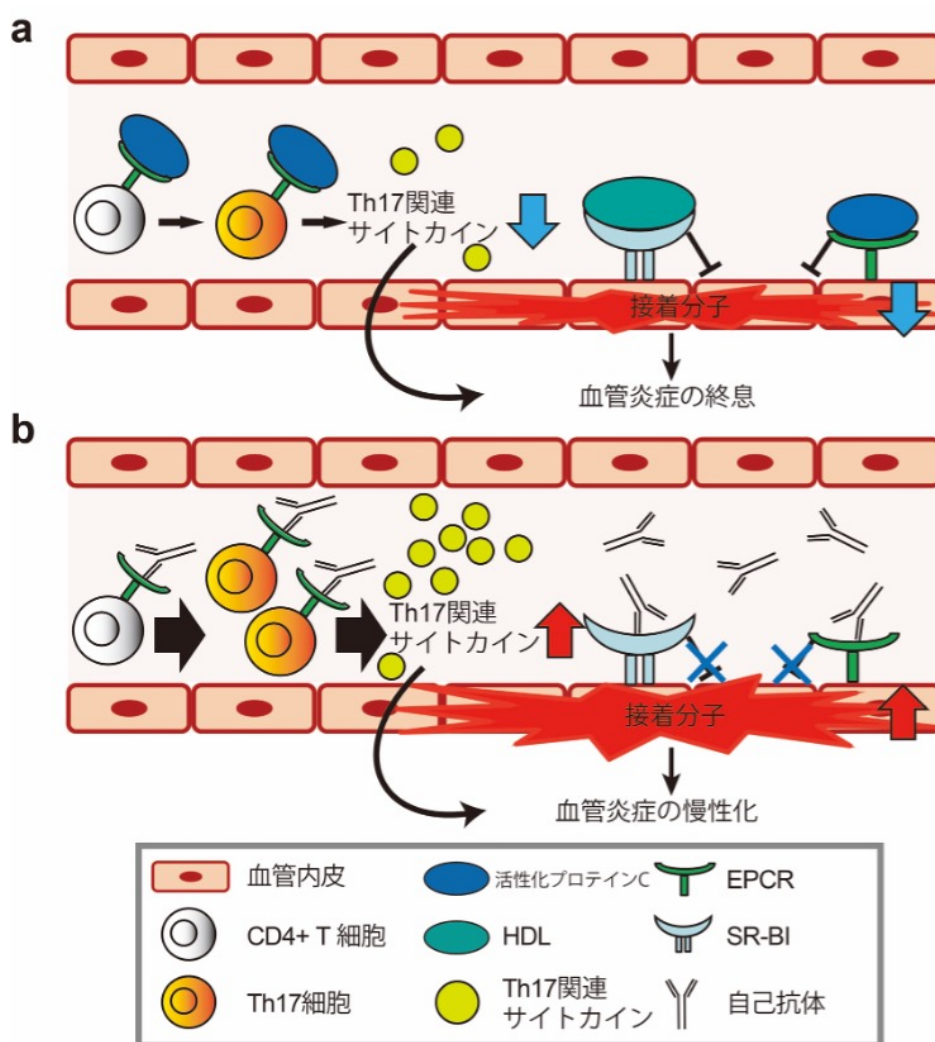 a
Th17関連
サイトカイン
接着分子
血管炎症の終息
b
Th17関連
サイトカイン
接着分子
血管炎症の慢性化
血管内皮
活性化プロテインC
EPCR
CD4+ T 細胞
HDL
SR-BI
Th17細胞
Th17関連
サイトカイン
自己抗体